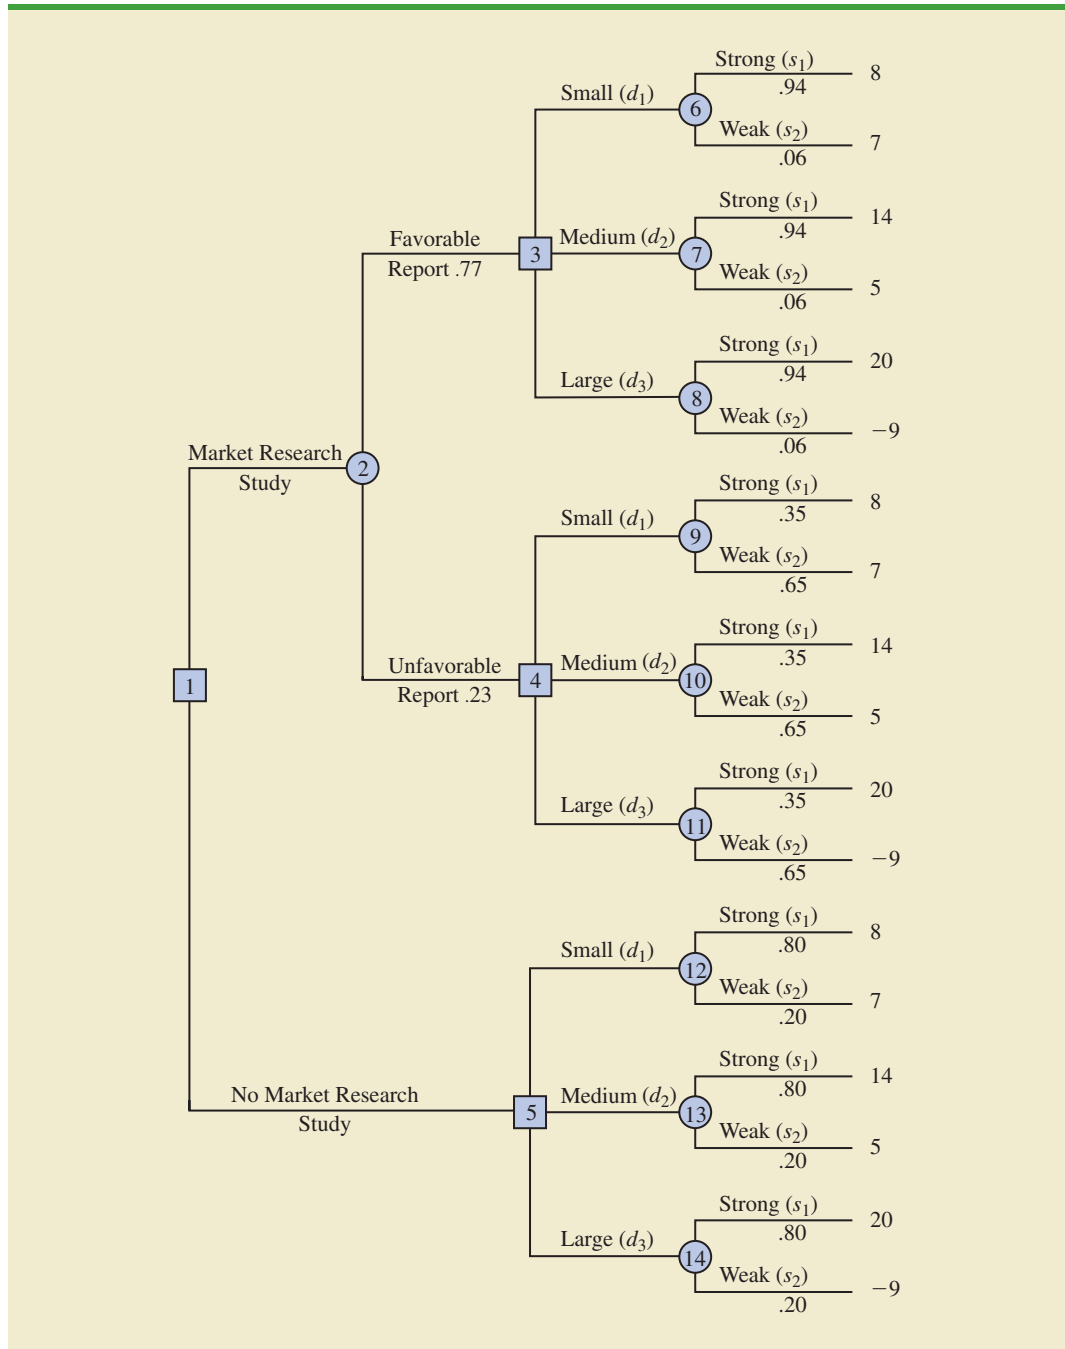 Strong (s₁)
.94
8
Small (d₁)
6
Weak (s₂)
.06
7
Strong (s₁)
.94
14
Favorable
Report .77
3
Medium (d₂)
7
Weak (s₂)
.06
5
Strong (s₁)
.94
20
Large (d₃)
8
Weak (s₂)
.06
−9
Market Research
Study
2
Strong (s₁)
.35
8
Small (d₁)
9
Weak (s₂)
.65
7
Strong (s₁)
.35
14
1
Unfavorable
Report .23
4
Medium (d₂)
10
Weak (s₂)
.65
5
Strong (s₁)
.35
20
Large (d₃)
11
Weak (s₂)
.65
−9
Strong (s₁)
.80
8
Small (d₁)
12
Weak (s₂)
.20
7
Strong (s₁)
.80
14
No Market Research
Study
5
Medium (d₂)
13
Weak (s₂)
.20
5
Strong (s₁)
.80
20
Large (d₃)
14
Weak (s₂)
.20
−9